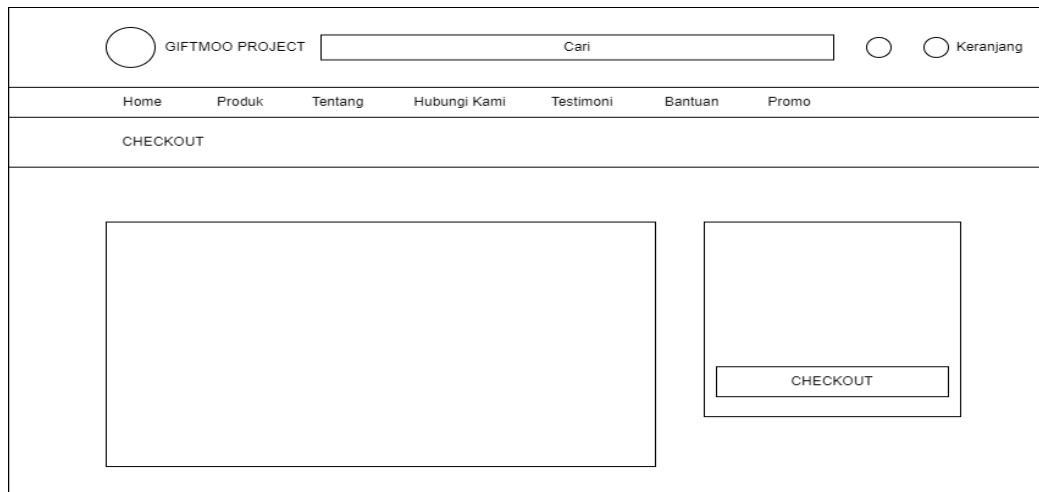 GIFTMOO PROJECT Cari Keranjang
Home Produk Tentang Hubungi Kami Testimoni Bantuan Promo
CHECKOUT
CHECKOUT